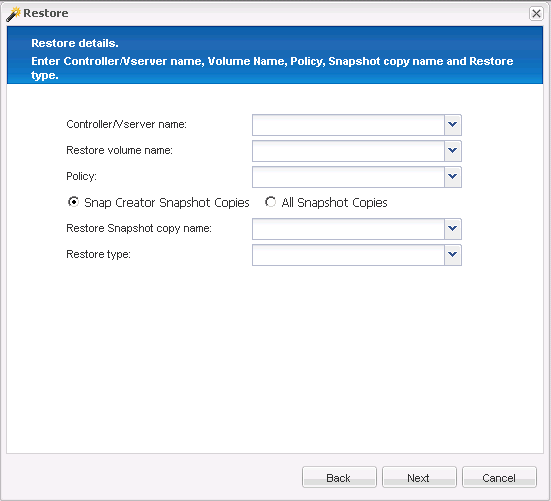 Restore
Restore details.
Enter Controller/Vserver name, Volume Name, Policy, Snapshot copy name and Restore
type.
Controller/Vserver name:
Restore volume name:
Policy:
Snap Creator Snapshot Copies All Snapshot Copies
Restore Snapshot copy name:
Restore type:
Back Next Cancel